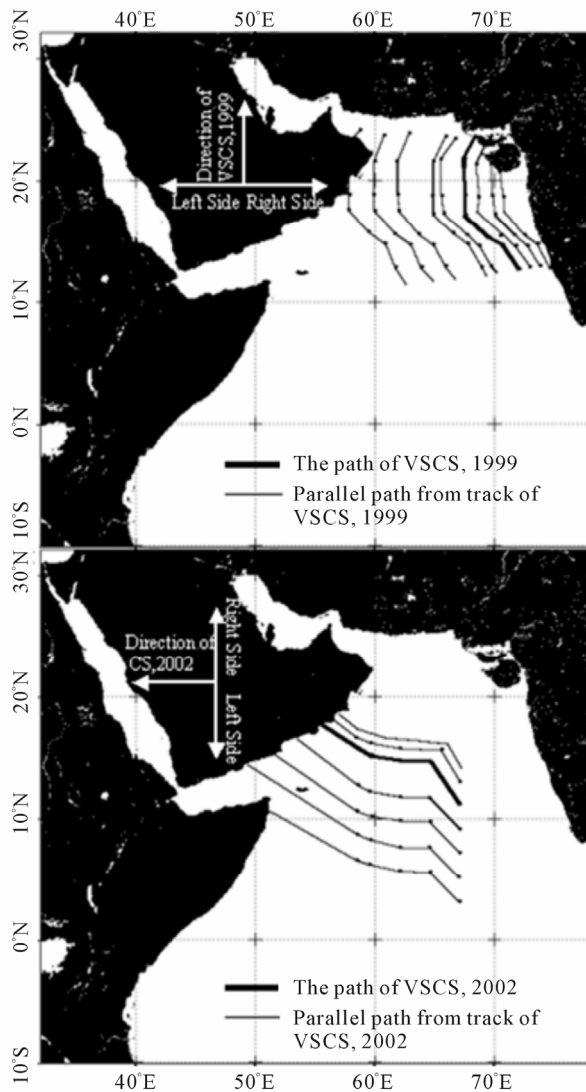 40°E 50°E 60°E 70°E
30°N
20°N
10°N
0°N
10°S
Direction of
VSCS,1999
Left Side Right Side
The path of VSCS, 1999
Parallel path from track of
VSCS, 1999
30°N
20°N
10°N
0°N
10°S
Direction of
CS,2002
Right Side Left Side
The path of VSCS, 2002
Parallel path from track of
VSCS, 2002
40°E 50°E 60°E 70°E